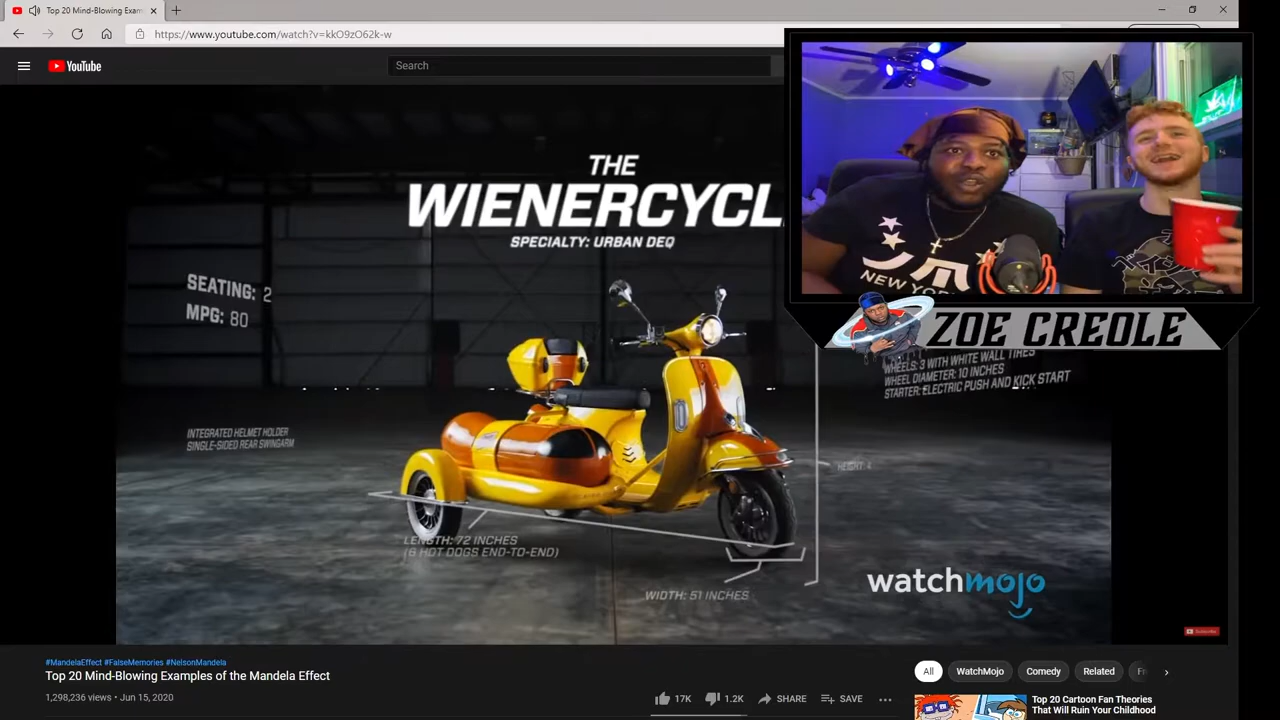 Top 20 Mind-Blowing Exam
https://www.youtube.com/watch?v=kkO9zO62k-w
YouTube
Search
THE
WIENERCYCL
SPECIALTY: URBAN DEQ
SEATING: 2
MPG: 80
NEW YOR
ZOE CREOLE
WHEELS: 3 WITH WHITE WALL TIRES
WHEEL DIAMETER: 10 INCHES
STARTER: ELECTRIC PUSH AND KICK START
INTEGRATED HELMET HOLDER
SINGLE-SIDED REAR SWINGARM
HEIGHT: 4
LENGTH: 72 INCHES
(6 HOT DOGS END-TO-END)
WIDTH: 51 INCHES
watchmojo
Subscribe
#MandelaEffect #FalseMemories #NelsonMandela
Top 20 Mind-Blowing Examples of the Mandela Effect
1,298,236 views • Jun 15, 2020
17K
1.2K
SHARE
SAVE
All
WatchMojo
Comedy
Related
Top 20 Cartoon Fan Theories
That Will Ruin Your Childhood